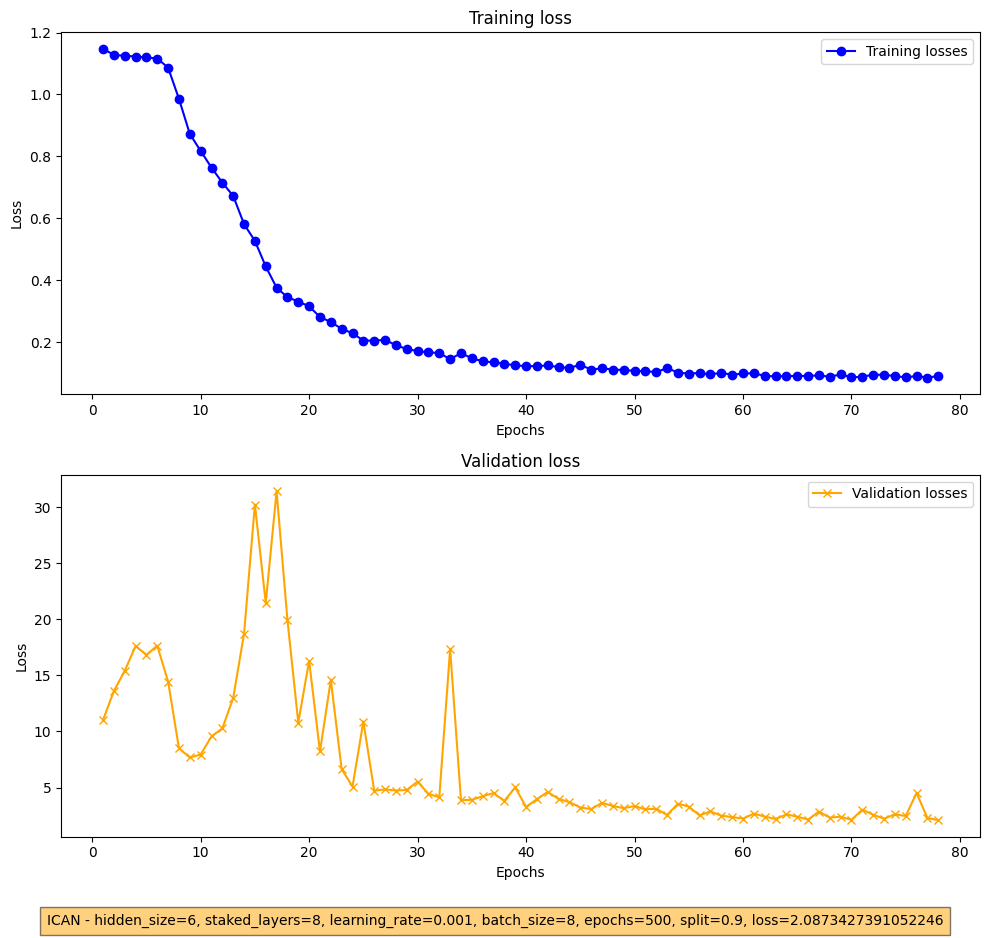 Training loss
Training losses
1.2
1.0
0.8
0.6
0.4
0.2
Loss
0 10 20 30 40 50 60 70 80
Epochs
Validation loss
Validation losses
30
25
20
15
10
5
Loss
0 10 20 30 40 50 60 70 80
Epochs
ICAN - hidden_size=6, staked_layers=8, learning_rate=0.001, batch_size=8, epochs=500, split=0.9, loss=2.0873427391052246